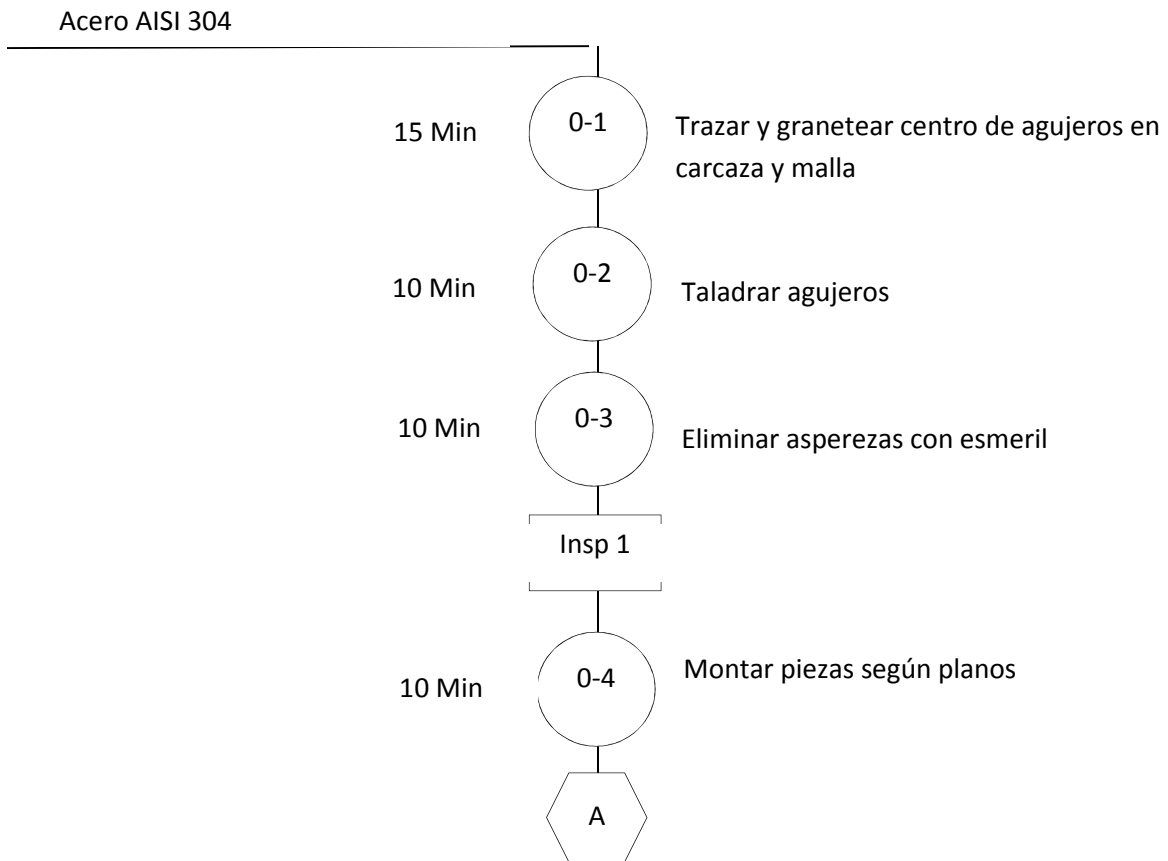 Acero AISI 304
15 Min
0-1
Trazar y granetear centro de agujeros en
carcaza y malla
10 Min
0-2
Taladrar agujeros
10 Min
0-3
Eliminar asperezas con esmeril
Insp 1
10 Min
0-4
Montar piezas según planos
A